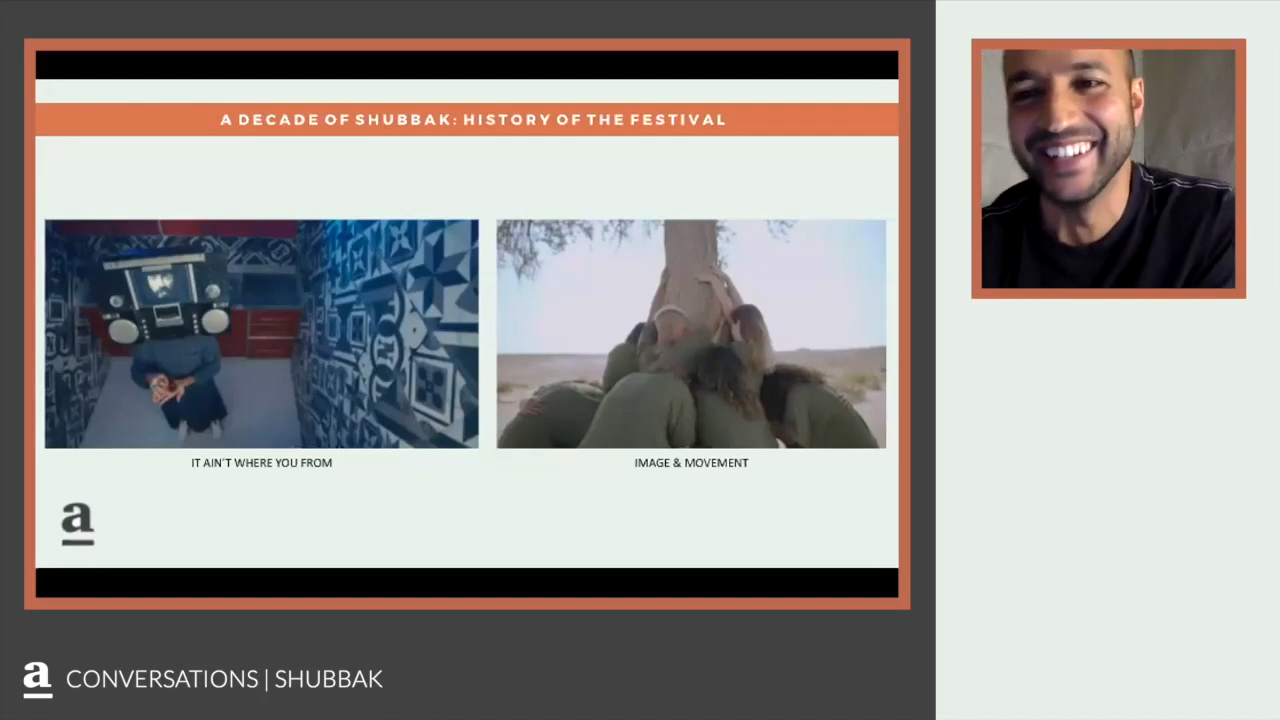 A DECADE OF SHUBBAK: HISTORY OF THE FESTIVAL
IT AIN'T WHERE YOU FROM
IMAGE & MOVEMENT
a
a CONVERSATIONS | SHUBBAK